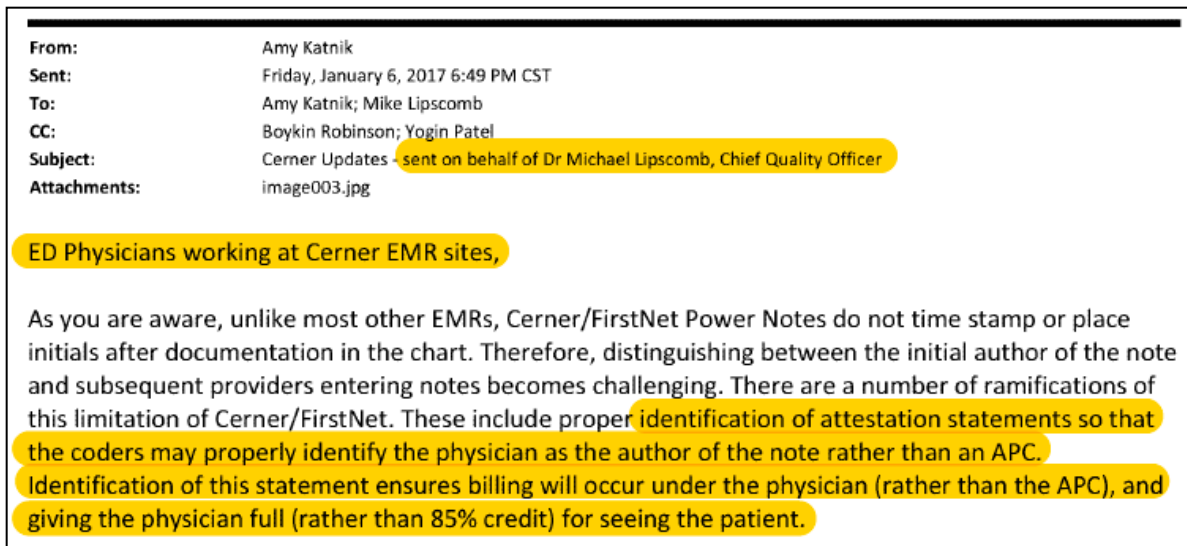 From: Amy Katnik
Sent: Friday, January 6, 2017 6:49 PM CST
To: Amy Katnik; Mike Lipscomb
CC: Boykin Robinson; Yogin Patel
Subject: Cerner Updates - sent on behalf of Dr Michael Lipscomb, Chief Quality Officer
Attachments: image003.jpg
ED Physicians working at Cerner EMR sites,
As you are aware, unlike most other EMRs, Cerner/FirstNet Power Notes do not time stamp or place
initials after documentation in the chart. Therefore, distinguishing between the initial author of the note
and subsequent providers entering notes becomes challenging. There are a number of ramifications of
this limitation of Cerner/FirstNet. These include proper identification of attestation statements so that
the coders may properly identify the physician as the author of the note rather than an APC.
Identification of this statement ensures billing will occur under the physician (rather than the APC), and
giving the physician full (rather than 85% credit) for seeing the patient.